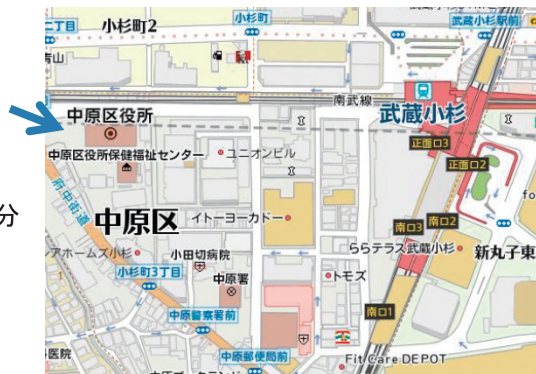 二丁目
小杉町2
小杉町
武蔵小杉駅前
青山
南武線
武蔵小杉
中原区役所
正面口3
中原区役所保健福祉センター
ユニオンビル
正面口2
府中街道
分
中原区
イトーヨーカドー
南口3
南口2
アホームズ小杉
小田切病院
ららテラス武蔵小杉
新丸子東
小杉町3丁目
中原署
トモズ
南口1
中原警察署前
医院
中原郵便局前
Fit Care DEPOT